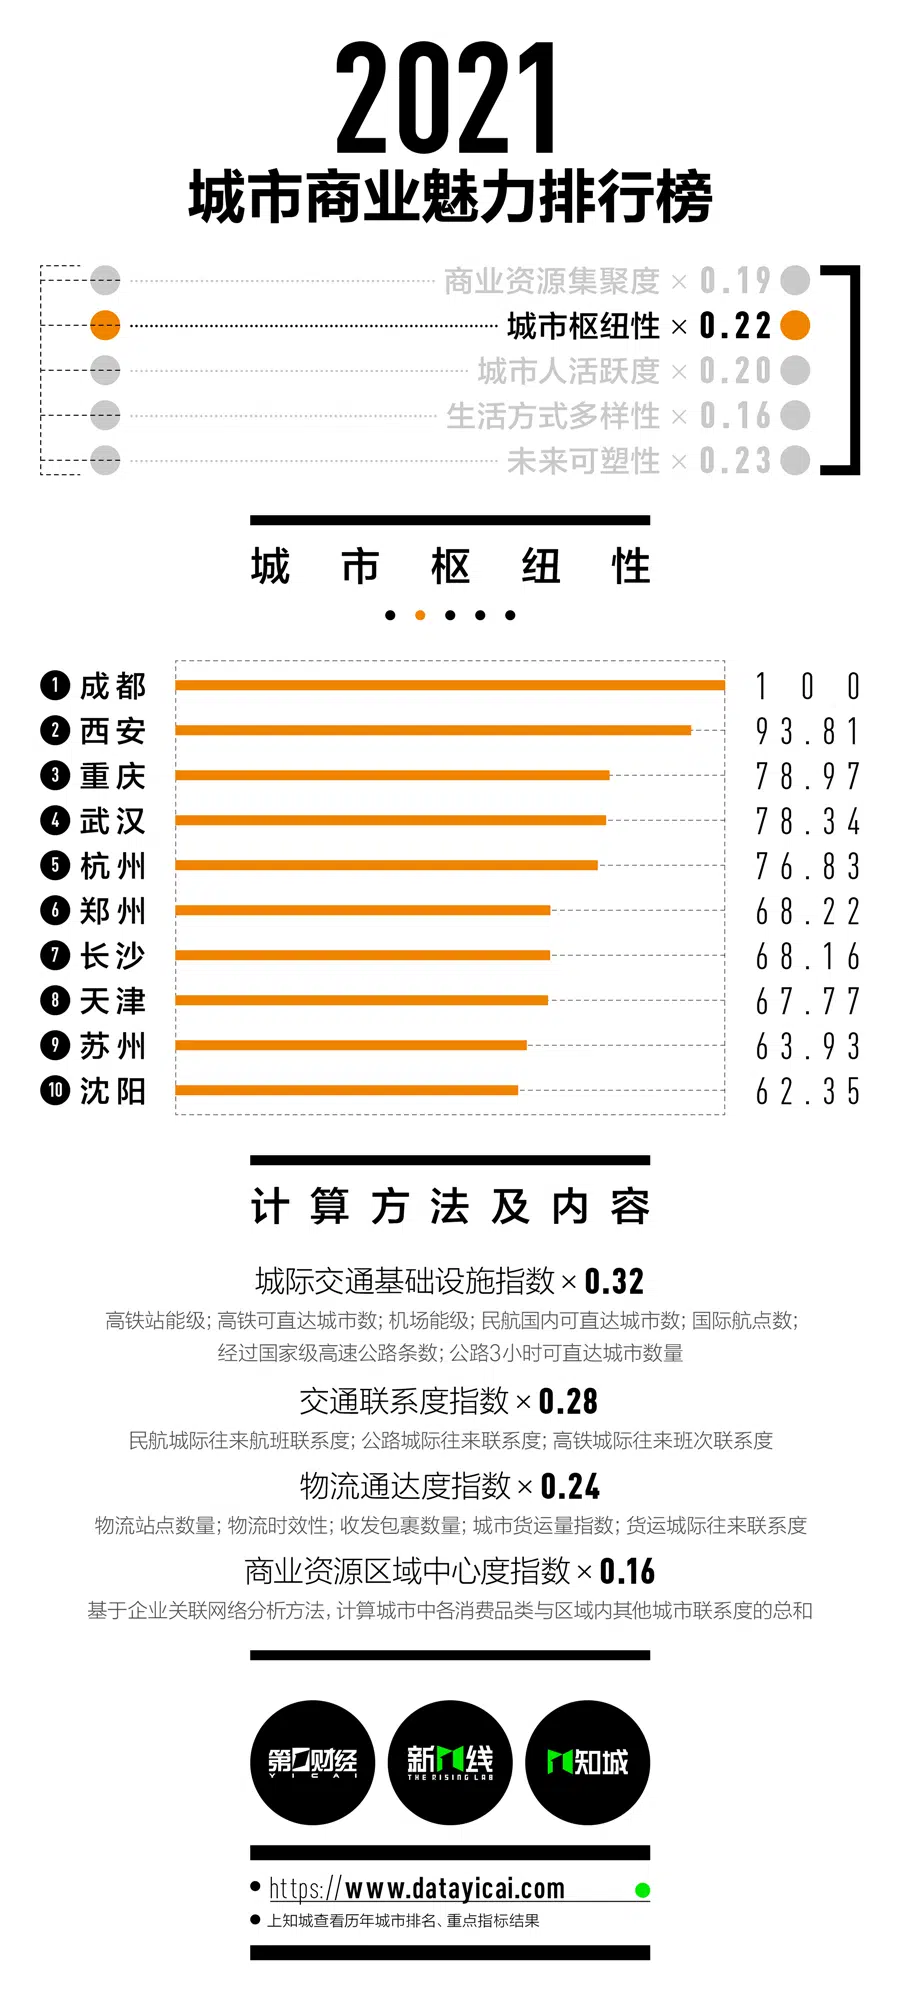 2021
城市商业魅力排行榜
商业资源集聚度 × 0.19
城市枢纽性 × 0.22
城市人活跃度 × 0.20
生活方式多样性 × 0.16
未来可塑性 × 0.23
城市枢纽性
1 成都 100
2 西安 93.81
3 重庆 78.97
4 武汉 78.34
5 杭州 76.83
6 郑州 68.22
7 长沙 68.16
8 天津 67.77
9 苏州 63.93
10 沈阳 62.35
计算方法及内容
城际交通基础设施指数 × 0.32
高铁站能级; 高铁可直达城市数; 机场能级; 民航国内可直达城市数; 国际航点数;
经过国家级高速公路条数; 公路3小时可直达城市数量
交通联系度指数 × 0.28
民航城际往来航班联系度; 公路城际往来联系度; 高铁城际往来班次联系度
物流通达度指数 × 0.24
物流站点数量; 物流时效性; 收发包裹数量; 城市货运量指数; 货运城际往来联系度
商业资源区域中心度指数 × 0.16
基于企业关联网络分析方法, 计算城市中各消费品类与区域内其他城市联系度的总和
第一财经
YICAI
新一线
THE RISING LAB
知城
https://www.datayicai.com
上知城查看历年城市排名、重点指标结果